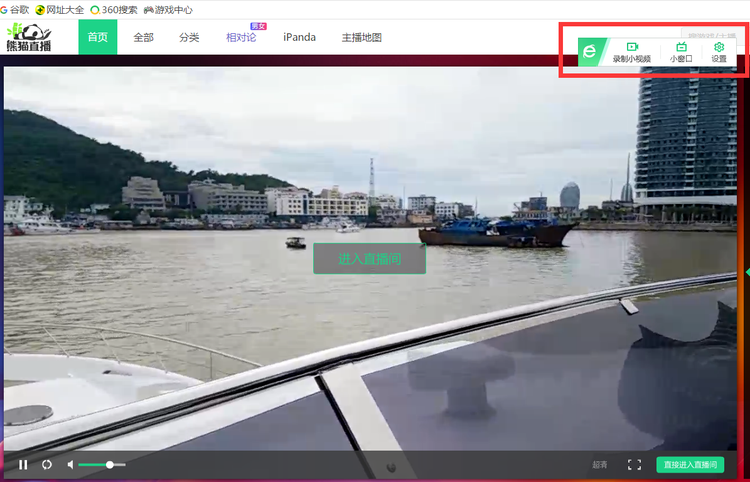 谷歌 网址大全 360搜索 游戏中心
熊猫直播
首页 全部 分类 相对论 男女 iPanda 主播地图
录制小视频 小窗口 设置
进入直播间
超清 直接进入直播间